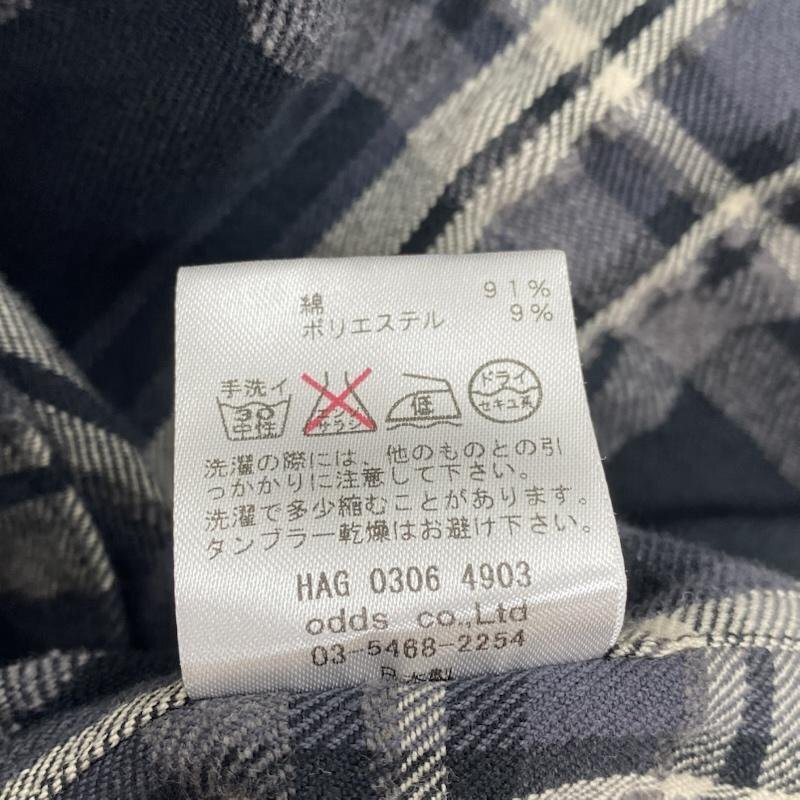 綿 91%
ポリエステル 9%
手洗イ
30
中性
エンソ
サラシ
低
ドライ
セキユ系
洗濯の際には、他のものとの引
っかかりに注意して下さい。
洗濯で多少縮むことがあります。
タンブラー乾燥はお避け下さい。
HAG 0306 4903
odds co.,Ltd
03-5468-2254
日本製